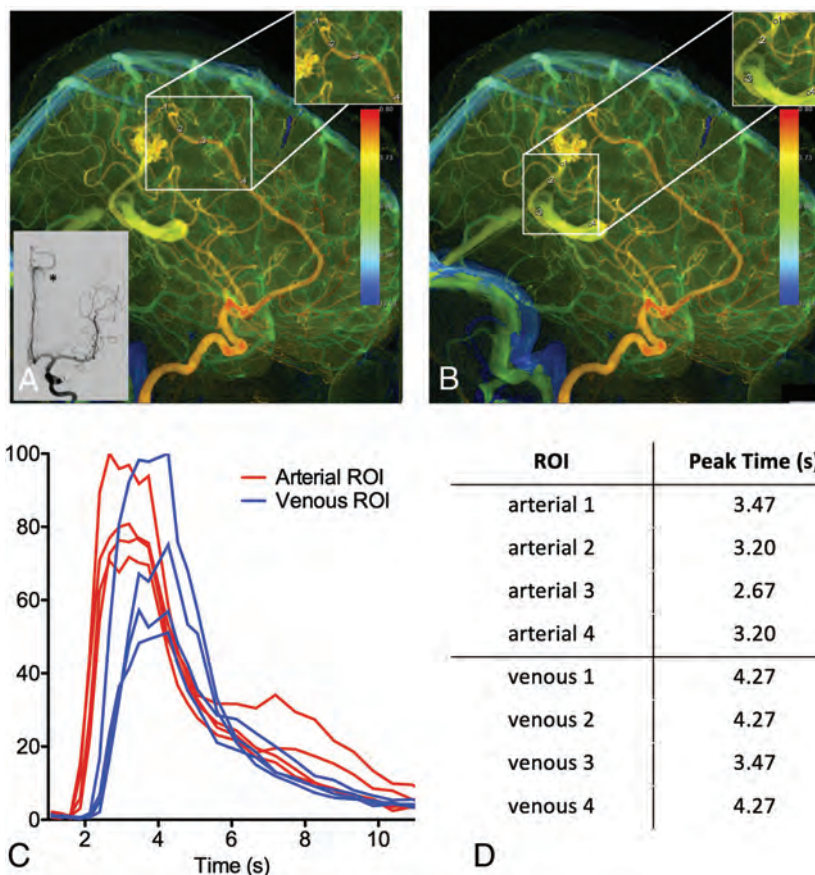 A
B
100
80
60
40
20
0
2
4
6
8
10
Time (s)
Arterial ROI
Venous ROI
C
ROI Peak Time (s)
arterial 1 3.47
arterial 2 3.20
arterial 3 2.67
arterial 4 3.20
venous 1 4.27
venous 2 4.27
venous 3 3.47
venous 4 4.27
D